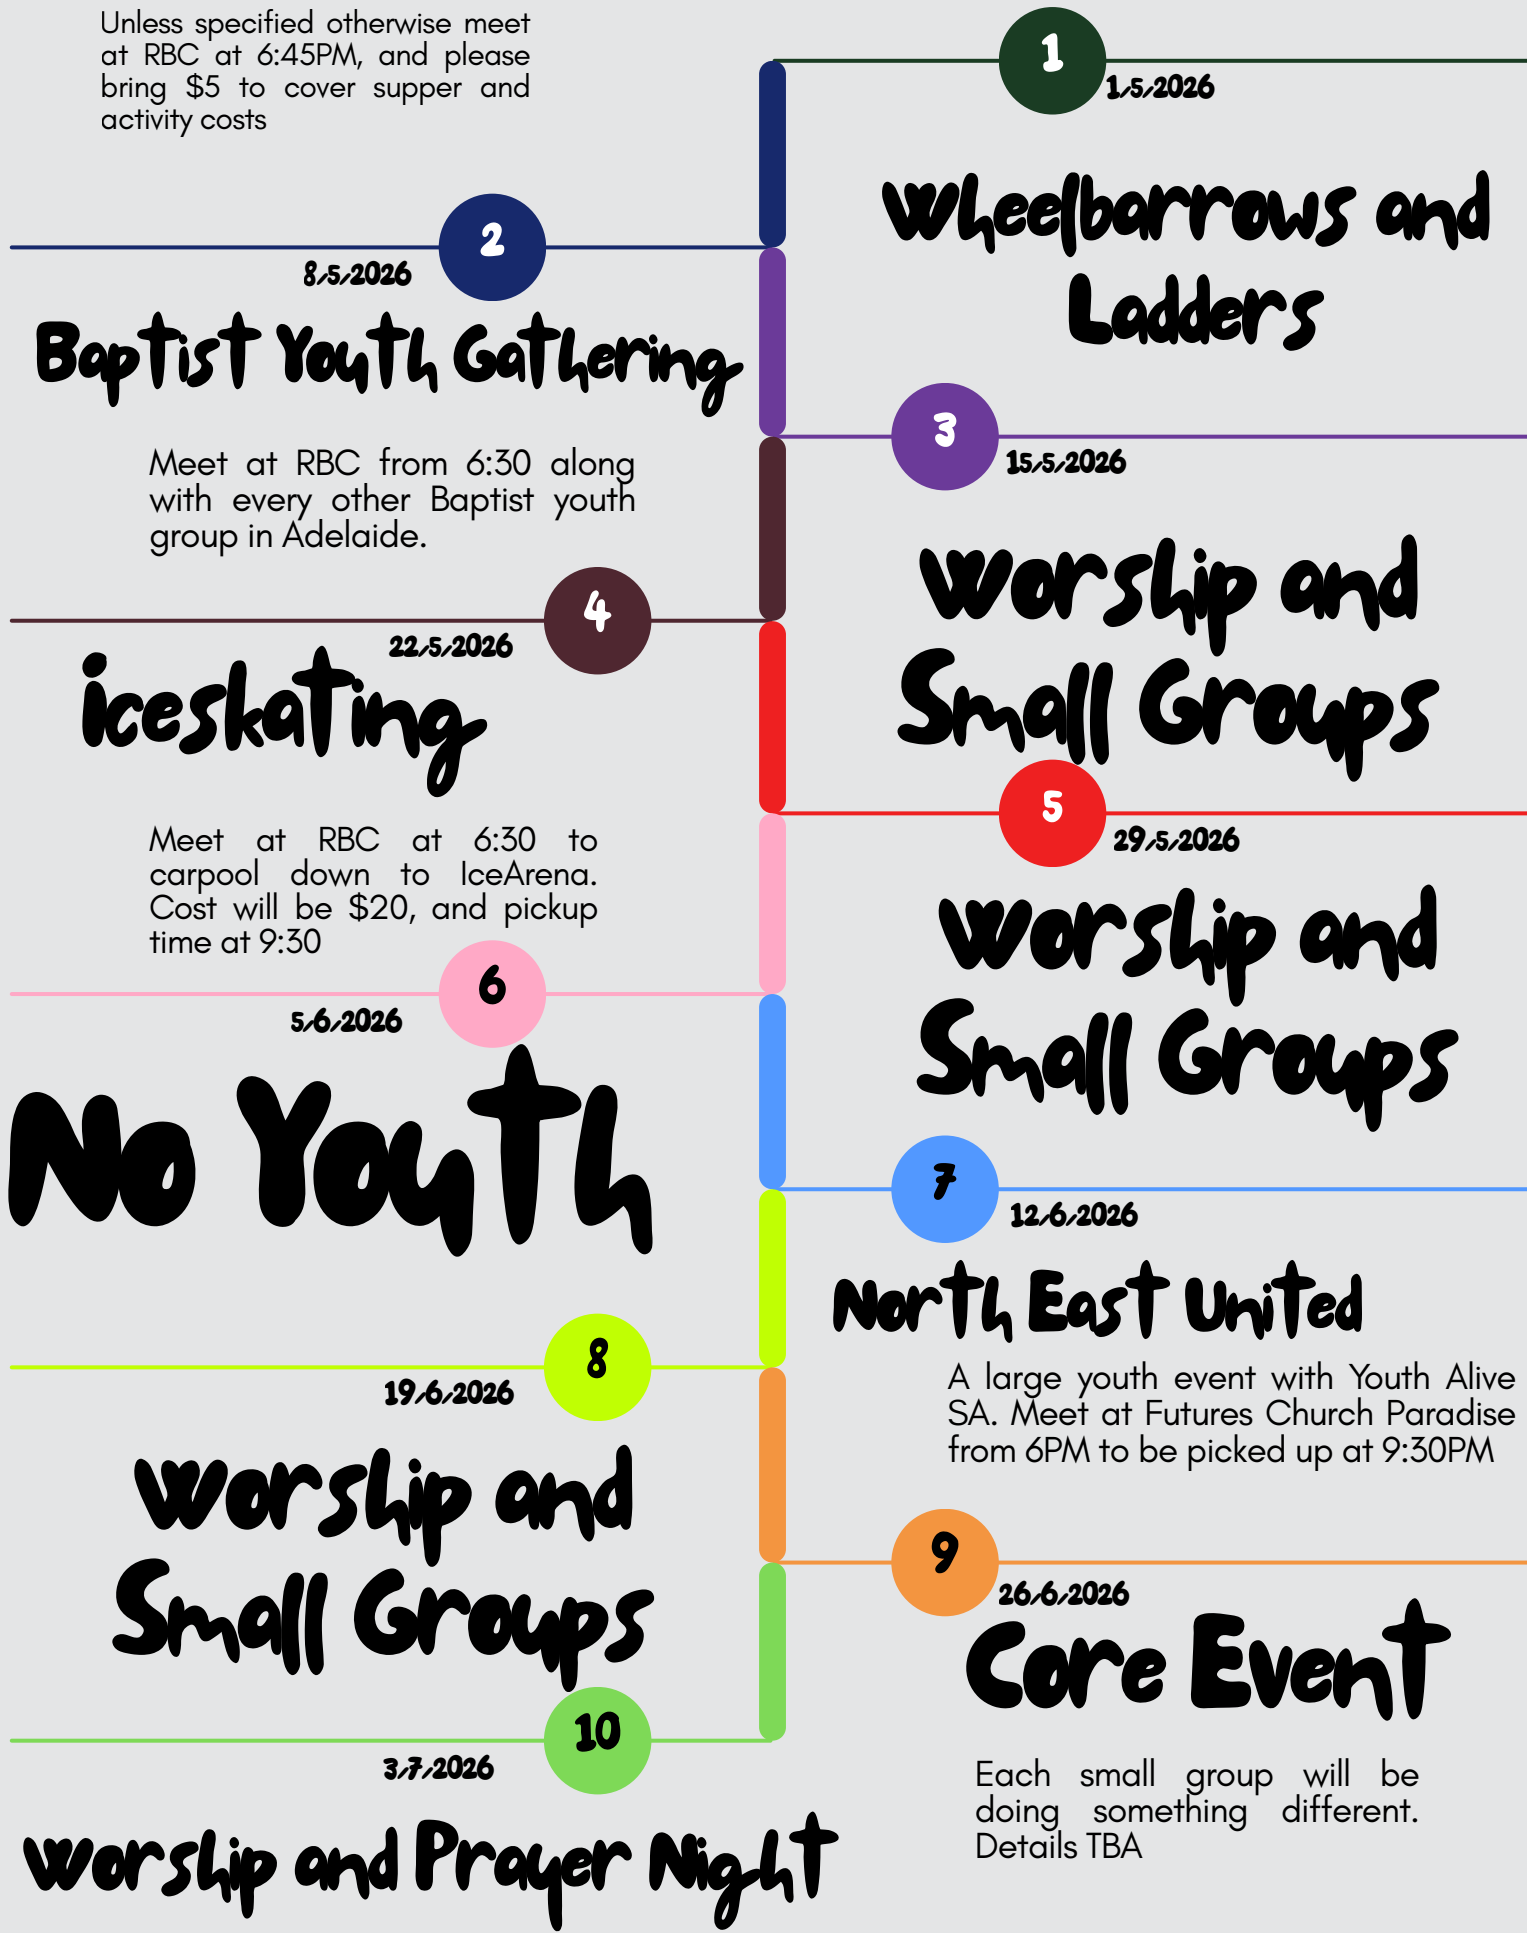 Unless specified otherwise meet
at RBC at 6:45PM, and please
bring $5 to cover supper and
activity costs
1
1/5/2026
Wheelbarrows and
Ladders
2
8/5/2026
Baptist Youth Gathering
Meet at RBC from 6:30 along
with every other Baptist youth
group in Adelaide.
3
15/5/2026
Worship and
Small Groups
4
22/5/2026
Iceskating
Meet at RBC at 6:30 to
carpool down to IceArena.
Cost will be $20, and pickup
time at 9:30
5
29/5/2026
Worship and
Small Groups
6
5/6/2026
No Youth
7
12/6/2026
North East United
A large youth event with Youth Alive
SA. Meet at Futures Church Paradise
from 6PM to be picked up at 9:30PM
8
19/6/2026
Worship and
Small Groups
9
26/6/2026
Core Event
Each small group will be
doing something different.
Details TBA
10
3/7/2026
Worship and Prayer Night